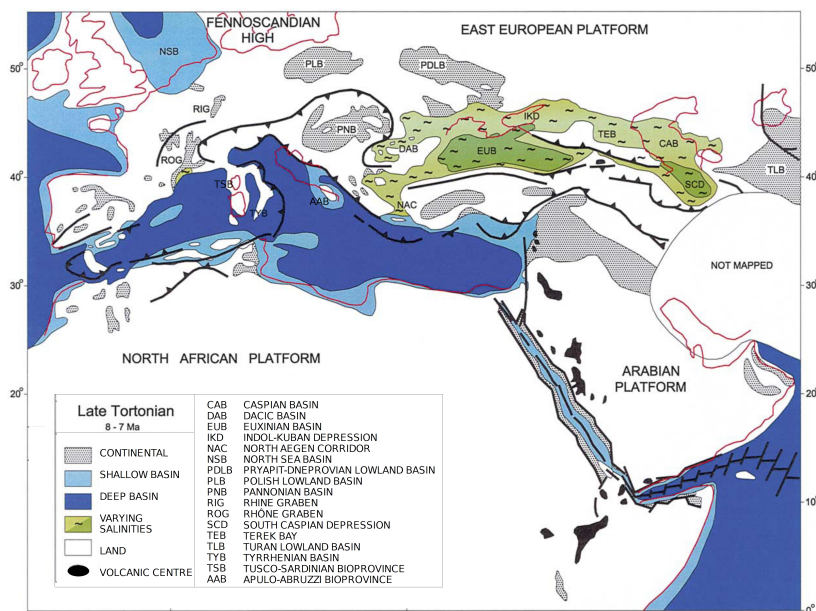 FENNOSCANDIAN
HIGH
EAST EUROPEAN PLATFORM
NSB
PLB
PDLB
50°
50°
RIG
PNB
IKD
TEB
CAB
DAB
EUB
ROG
TLB
40°
40°
TSB
TYB
AAB
NAC
SCD
NOT MAPPED
30°
30°
NORTH AFRICAN PLATFORM
ARABIAN
PLATFORM
20°
20°
10°
0°
Late Tortonian
8 - 7 Ma
CONTINENTAL
SHALLOW BASIN
DEEP BASIN
VARYING
SALINITIES
LAND
VOLCANIC CENTRE
CAB CASPIAN BASIN
DAB DACIC BASIN
EUB EUXINIAN BASIN
IKD INDOL-KUBAN DEPRESSION
NAC NORTH AEGEN CORRIDOR
NSB NORTH SEA BASIN
PDLB PRYAPIT-DNEPROVIAN LOWLAND BASIN
PLB POLISH LOWLAND BASIN
PNB PANNONIAN BASIN
RIG RHINE GRABEN
ROG RHÔNE GRABEN
SCD SOUTH CASPIAN DEPRESSION
TEB TEREK BAY
TLB TURAN LOWLAND BASIN
TYB TYRRHENIAN BASIN
TSB TUSCO-SARDINIAN BIOPROVINCE
AAB APULO-ABRUZZI BIOPROVINCE